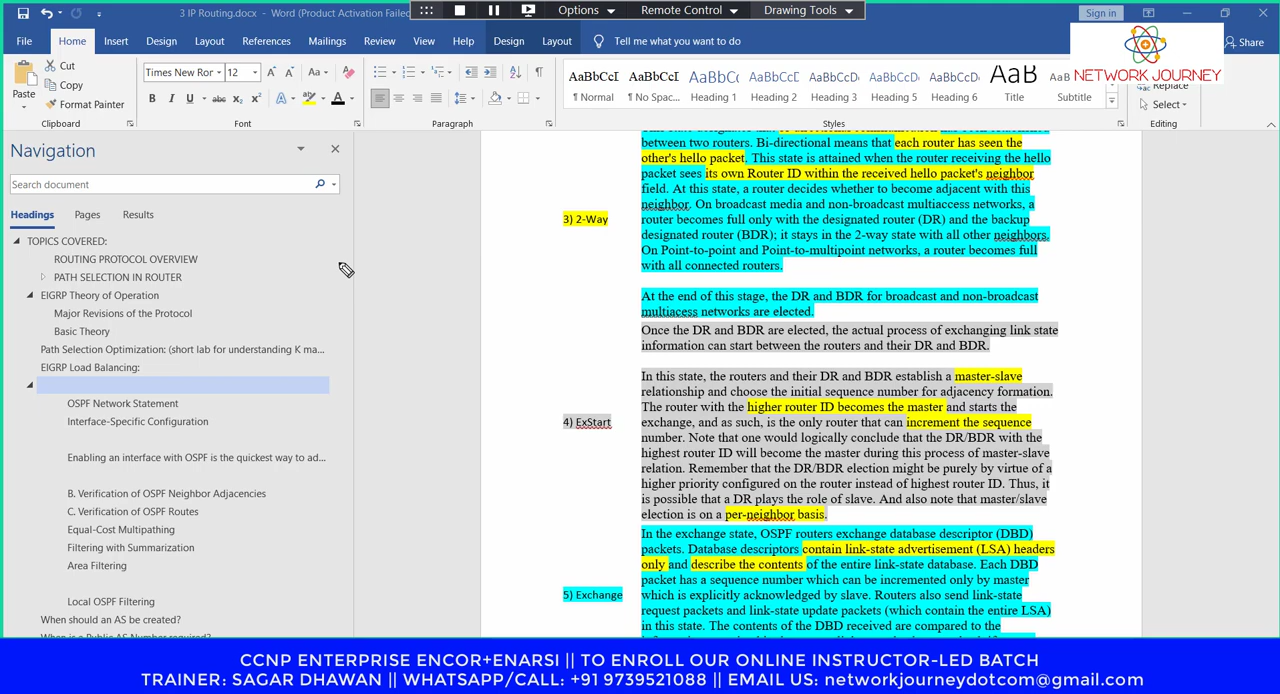 3 IP Routing.docx - Word (Product Activation Failed
Options
Remote Control
Drawing Tools
Sign in
File
Home
Insert
Design
Layout
References
Mailings
Review
View
Help
Design
Layout
Tell me what you want to do
Share
NETWORK JOURNEY
Paste
Cut
Copy
Format Painter
Clipboard
Times New Ror
12
Font
Paragraph
AaBbCcI
AaBbCcI
AaBbC(
AaBbCcI
AaBbCcDc
AaBbCcI
AaBbCcDc
AaB
¶ Normal
¶ No Spac...
Heading 1
Heading 2
Heading 3
Heading 5
Heading 6
Title
Subtitle
Styles
Replace
Select
Editing
Navigation
Search document
Headings
Pages
Results
TOPICS COVERED:
ROUTING PROTOCOL OVERVIEW
PATH SELECTION IN ROUTER
EIGRP Theory of Operation
Major Revisions of the Protocol
Basic Theory
Path Selection Optimization: (short lab for understanding K ma...
EIGRP Load Balancing:
OSPF Network Statement
Interface-Specific Configuration
Enabling an interface with OSPF is the quickest way to ad...
B. Verification of OSPF Neighbor Adjacencies
C. Verification of OSPF Routes
Equal-Cost Multipathing
Filtering with Summarization
Area Filtering
Local OSPF Filtering
When should an AS be created?
When is a Public AS Number required?
between two routers. Bi-directional means that each router has seen the
other's hello packet. This state is attained when the router receiving the hello
packet sees its own Router ID within the received hello packet's neighbor
field. At this state, a router decides whether to become adjacent with this
neighbor. On broadcast media and non-broadcast multiaccess networks, a
3) 2-Way
router becomes full only with the designated router (DR) and the backup
designated router (BDR); it stays in the 2-way state with all other neighbors.
On Point-to-point and Point-to-multipoint networks, a router becomes full
with all connected routers.
At the end of this stage, the DR and BDR for broadcast and non-broadcast
multiacess networks are elected.
Once the DR and BDR are elected, the actual process of exchanging link state
information can start between the routers and their DR and BDR.
In this state, the routers and their DR and BDR establish a master-slave
relationship and choose the initial sequence number for adjacency formation.
The router with the higher router ID becomes the master and starts the
4) ExStart
exchange, and as such, is the only router that can increment the sequence
number. Note that one would logically conclude that the DR/BDR with the
highest router ID will become the master during this process of master-slave
relation. Remember that the DR/BDR election might be purely by virtue of a
higher priority configured on the router instead of highest router ID. Thus, it
is possible that a DR plays the role of slave. And also note that master/slave
election is on a per-neighbor basis.
In the exchange state, OSPF routers exchange database descriptor (DBD)
packets. Database descriptors contain link-state advertisement (LSA) headers
only and describe the contents of the entire link-state database. Each DBD
packet has a sequence number which can be incremented only by master
5) Exchange
which is explicitly acknowledged by slave. Routers also send link-state
request packets and link-state update packets (which contain the entire LSA)
in this state. The contents of the DBD received are compared to the
CCNP ENTERPRISE ENCOR+ENARSI || TO ENROLL OUR ONLINE INSTRUCTOR-LED BATCH
TRAINER: SAGAR DHAWAN || WHATSAPP/CALL: +91 9739521088 || EMAIL US: networkjourneydotcom@gmail.com